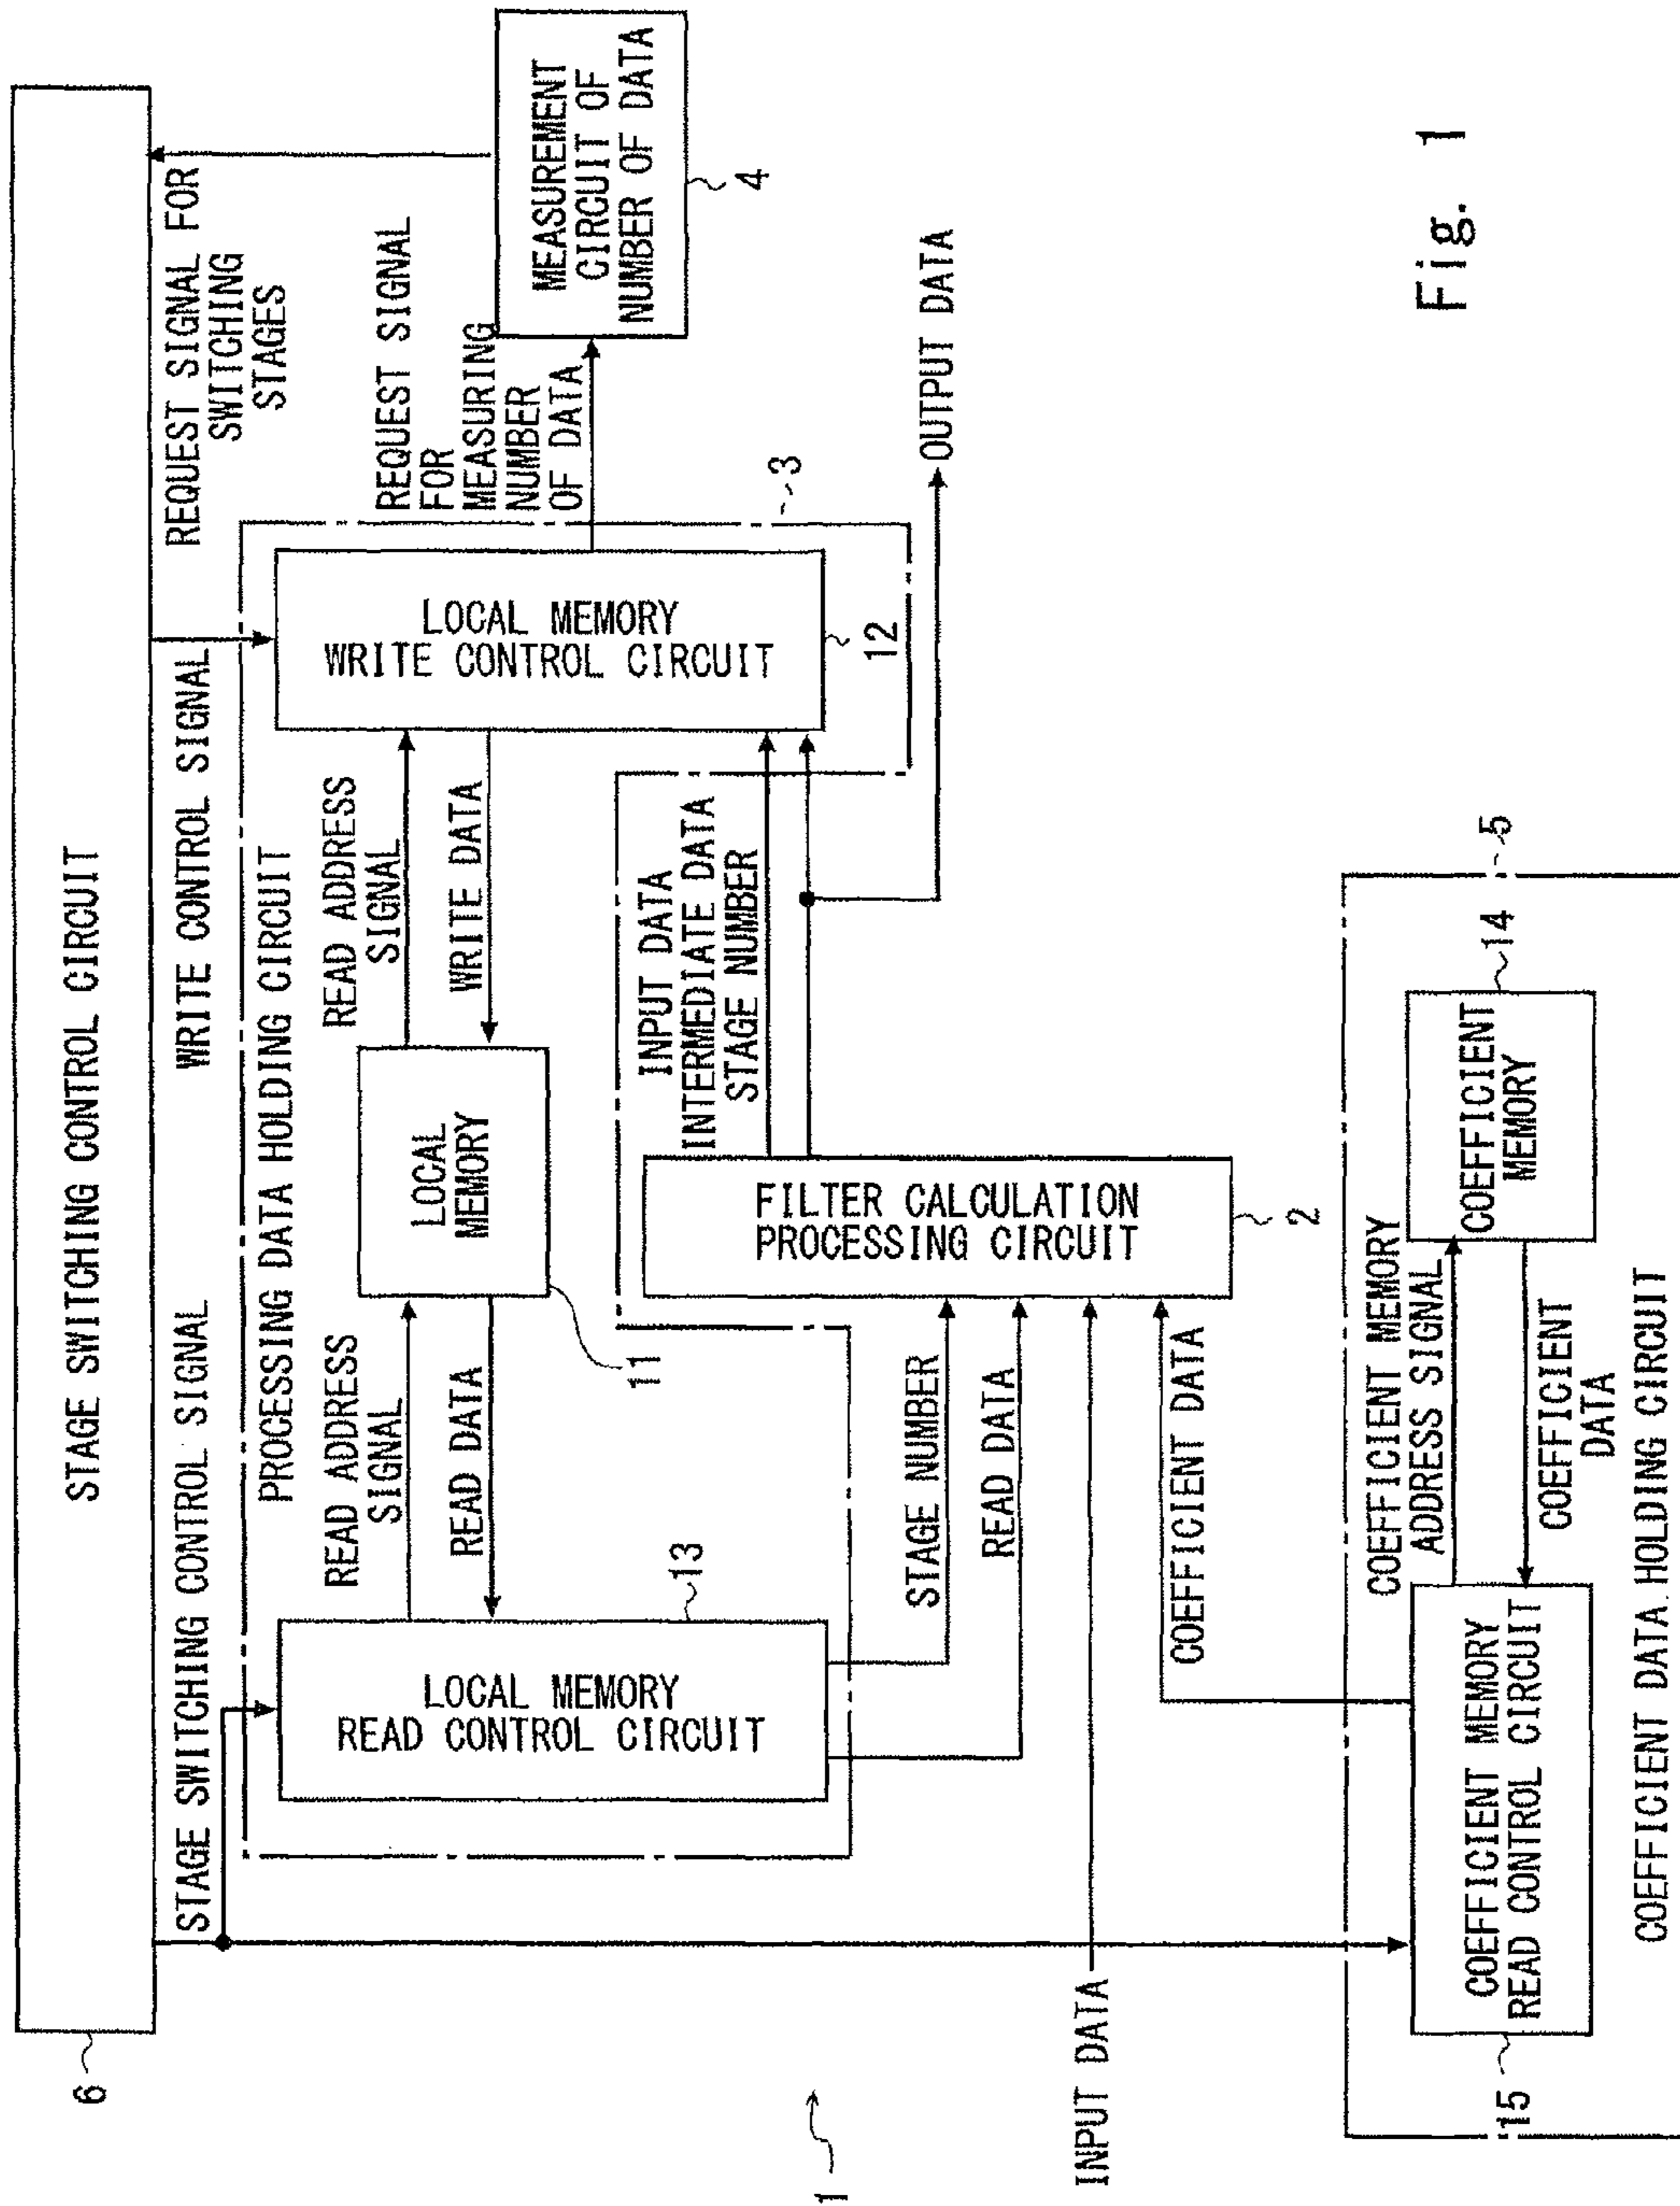 6
STAGE SWITCHING CONTROL CIRCUIT
STAGE SWITCHING CONTROL SIGNAL
WRITE CONTROL SIGNAL
REQUEST SIGNAL FOR
SWITCHING
STAGES
PROCESSING DATA HOLDING CIRCUIT
LOCAL MEMORY
READ CONTROL CIRCUIT
13
READ ADDRESS
SIGNAL
READ DATA
LOCAL
MEMORY
11
READ ADDRESS
SIGNAL
WRITE DATA
LOCAL MEMORY
WRITE CONTROL CIRCUIT
12
3
REQUEST SIGNAL
FOR
MEASURING
NUMBER
OF DATA
MEASUREMENT
CIRCUIT OF
NUMBER OF DATA
4
1
STAGE NUMBER
READ DATA
INPUT DATA
COEFFICIENT DATA
FILTER CALCULATION
PROCESSING CIRCUIT
2
INPUT DATA
INTERMEDIATE DATA
STAGE NUMBER
OUTPUT DATA
15
COEFFICIENT MEMORY
READ CONTROL CIRCUIT
COEFFICIENT MEMORY
ADDRESS SIGNAL
COEFFICIENT
DATA
COEFFICIENT
MEMORY
14
5
COEFFICIENT DATA HOLDING CIRCUIT
Fig. 1